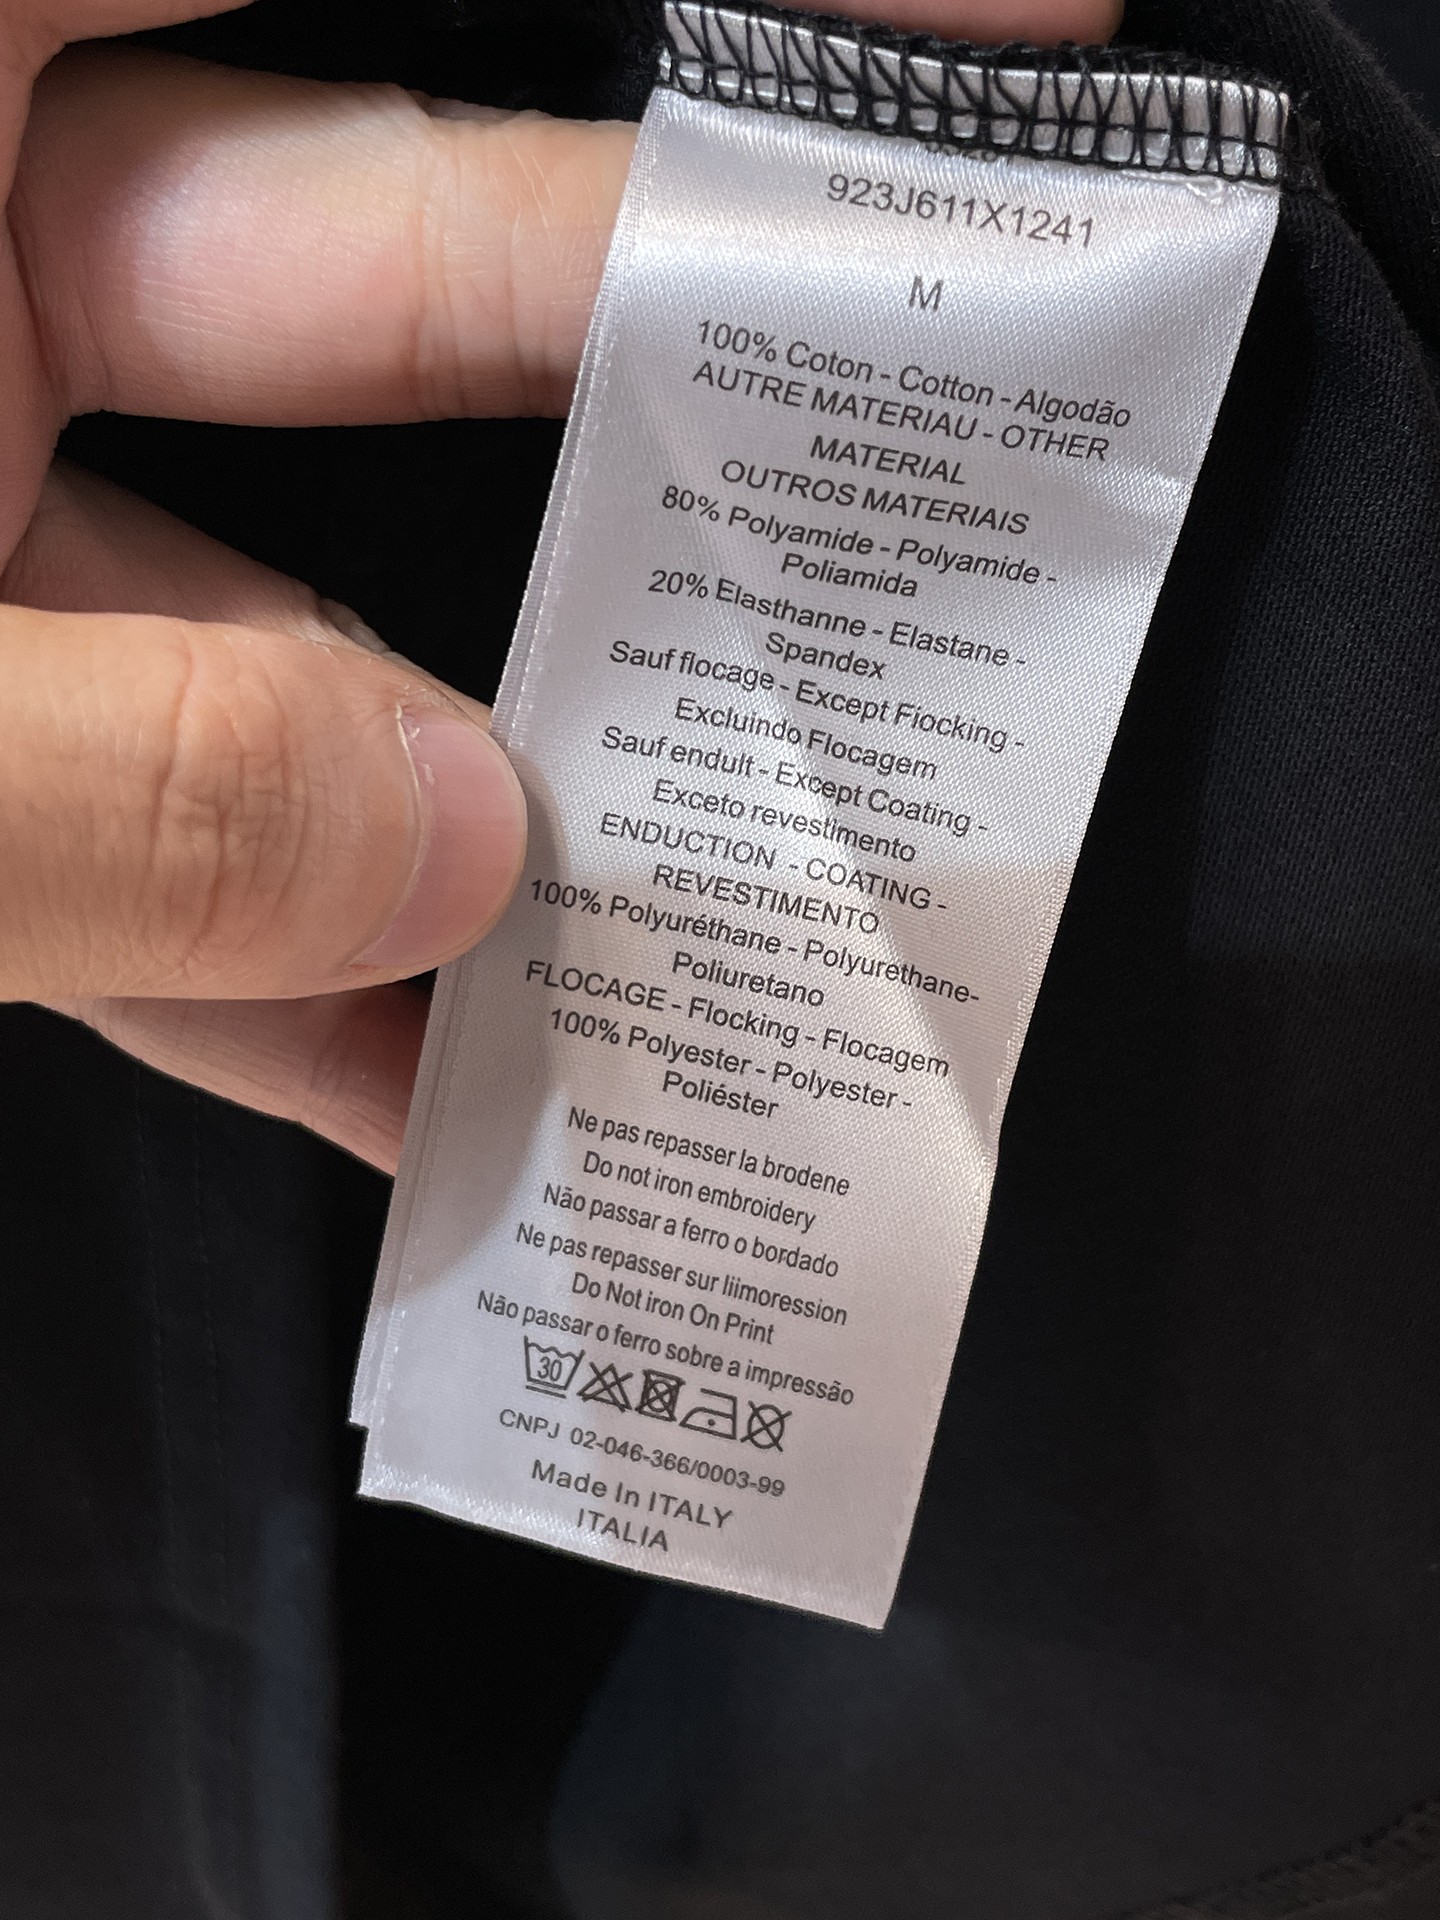 923J611X1241
M
100% Coton - Cotton - Algodão
AUTRE MATERIAU - OTHER
MATERIAL
OUTROS MATERIAIS
80% Polyamide - Polyamide -
Poliamida
20% Elasthanne - Elastane -
Spandex
Sauf flocage - Except Fiocking -
Excluindo Flocagem
Sauf endult - Except Coating -
Exceto revestimento
ENDUCTION - COATING -
REVESTIMENTO
100% Polyuréthane - Polyurethane-
Poliuretano
FLOCAGE - Flocking - Flocagem
100% Polyester - Polyester -
Poliéster
Ne pas repasser la brodene
Do not iron embroidery
Não passar a ferro o bordado
Ne pas repasser sur liimoression
Do Not iron On Print
Não passar o ferro sobre a impressão
30
CNPJ 02-046-366/0003-99
Made In ITALY
ITALIA